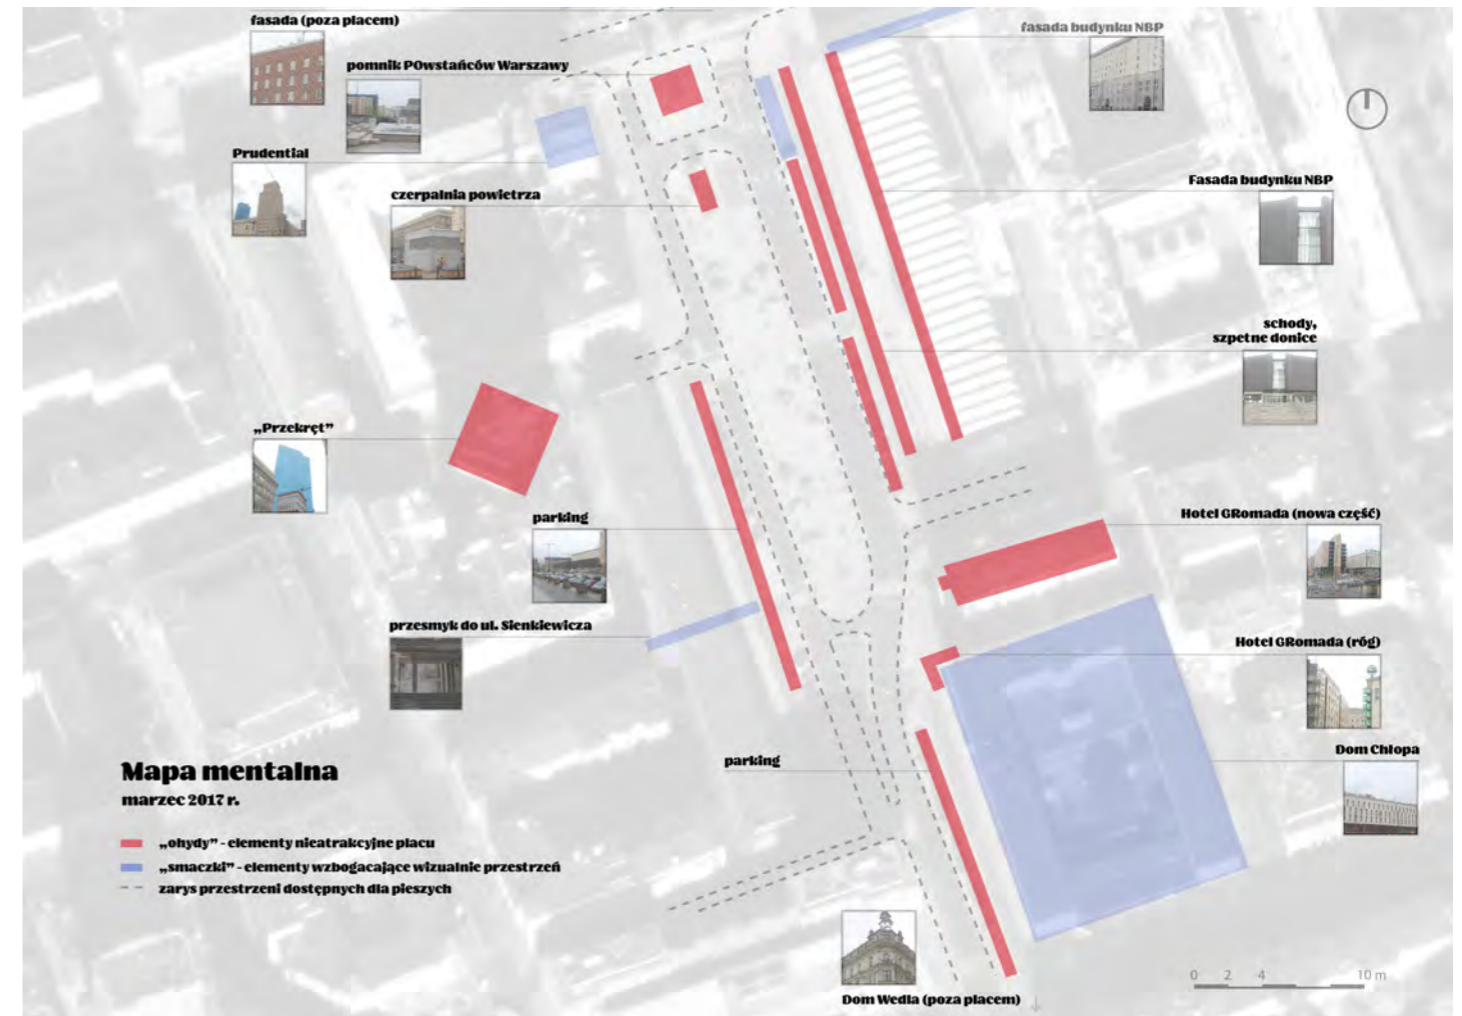 fasada (poza placem)
fasada budynku NBP
pomnik POwstańców Warszawy
Prudential
Fasada budynku NBP
czerpalnia powietrza
schody,
szpetne donice
„Przekręt”
parking
Hotel GRomada (nowa część)
przesmyk do ul. Sienkiewicza
Hotel GRomada (róg)
Dom Chłopa
parking
Mapa mentalna
marzec 2017 r.
„ohydy” - elementy nieatrakcyjne placu
„smaczki” - elementy wzbogacające wizualnie przestrzeń
zarys przestrzeni dostępnych dla pieszych
0 2 4 10 m
Dom Wedla (poza placem)